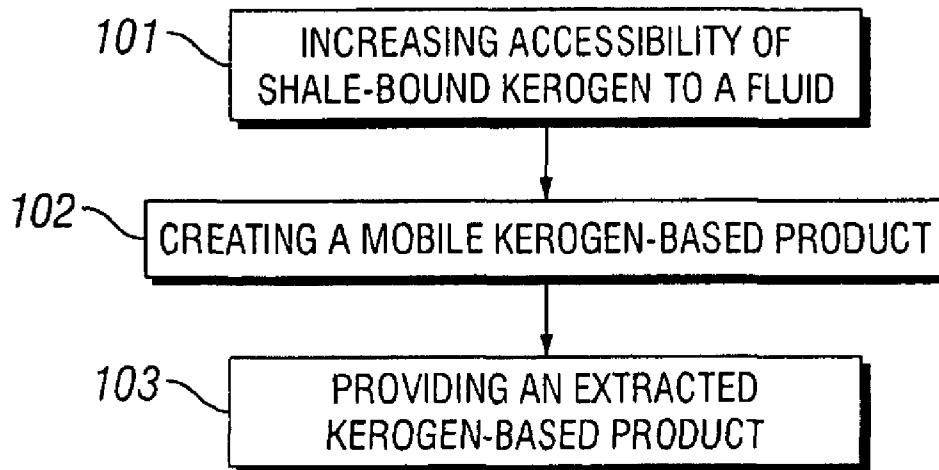 101
INCREASING ACCESSIBILITY OF
SHALE-BOUND KEROGEN TO A FLUID
102
CREATING A MOBILE KEROGEN-BASED PRODUCT
103
PROVIDING AN EXTRACTED
KEROGEN-BASED PRODUCT